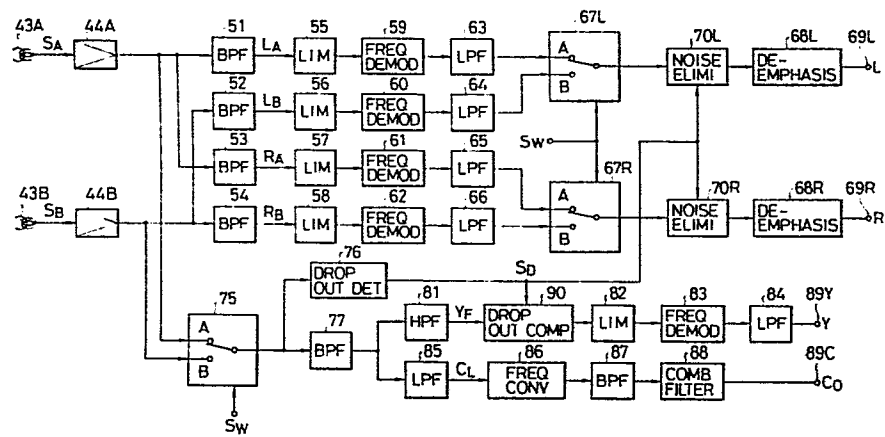 43A 44A 51 55 59 63 67L 70L 68L 69L
SA BPF LA LIM FREQ DEMOD LPF A B NOISE ELIMI DE-EMPHASIS L
52 56 60 64
BPF LB LIM FREQ DEMOD LPF
53 57 61 65 SW
BPF RA LIM FREQ DEMOD LPF
43B 44B 54 58 62 66 67R 70R 68R 69R
SB BPF RB LIM FREQ DEMOD LPF A B NOISE ELIMI DE-EMPHASIS R
76 SD
DROP OUT DET
75 77 81 90 82 83 84 89Y
A B BPF HPF YF DROP OUT COMP LIM FREQ DEMOD LPF Y
85 86 87 88 89C
LPF CL FREQ CONV BPF COMB FILTER CO
SW